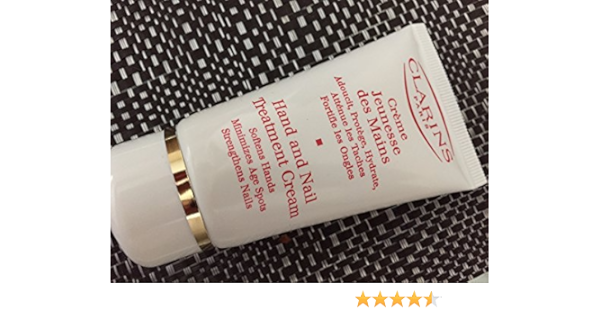 CLARINS
PARIS
Crème
Jeunesse
des Mains
Adoucit, Protège, Hydrate,
Atténue les Taches
Fortifie les Ongles
Hand and Nail
Treatment Cream
Softens Hands
Minimizes Age Spots
Strengthens Nails